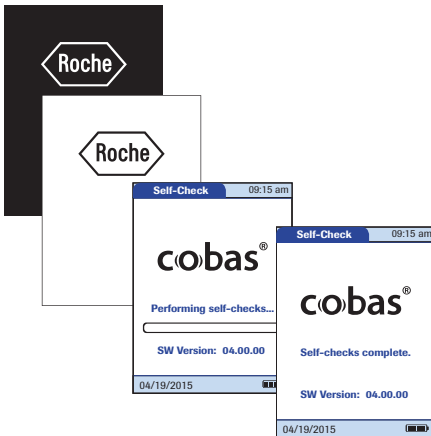 Roche
Roche
Self-Check 09:15 am
cobas®
Performing self-checks...
SW Version: 04.00.00
04/19/2015
Self-Check 09:15 am
cobas®
Self-checks complete.
SW Version: 04.00.00
04/19/2015